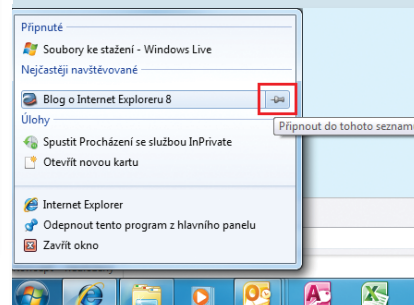 Připnuté
Soubory ke stažení - Windows Live
Nejčastěji navštěvované
Blog o Internet Exploreru 8
Připnout do tohoto seznamu
Úlohy
Spustit Procházení se službou InPrivate
Otevřít novou kartu
Internet Explorer
Odepnout tento program z hlavního panelu
Zavřít okno